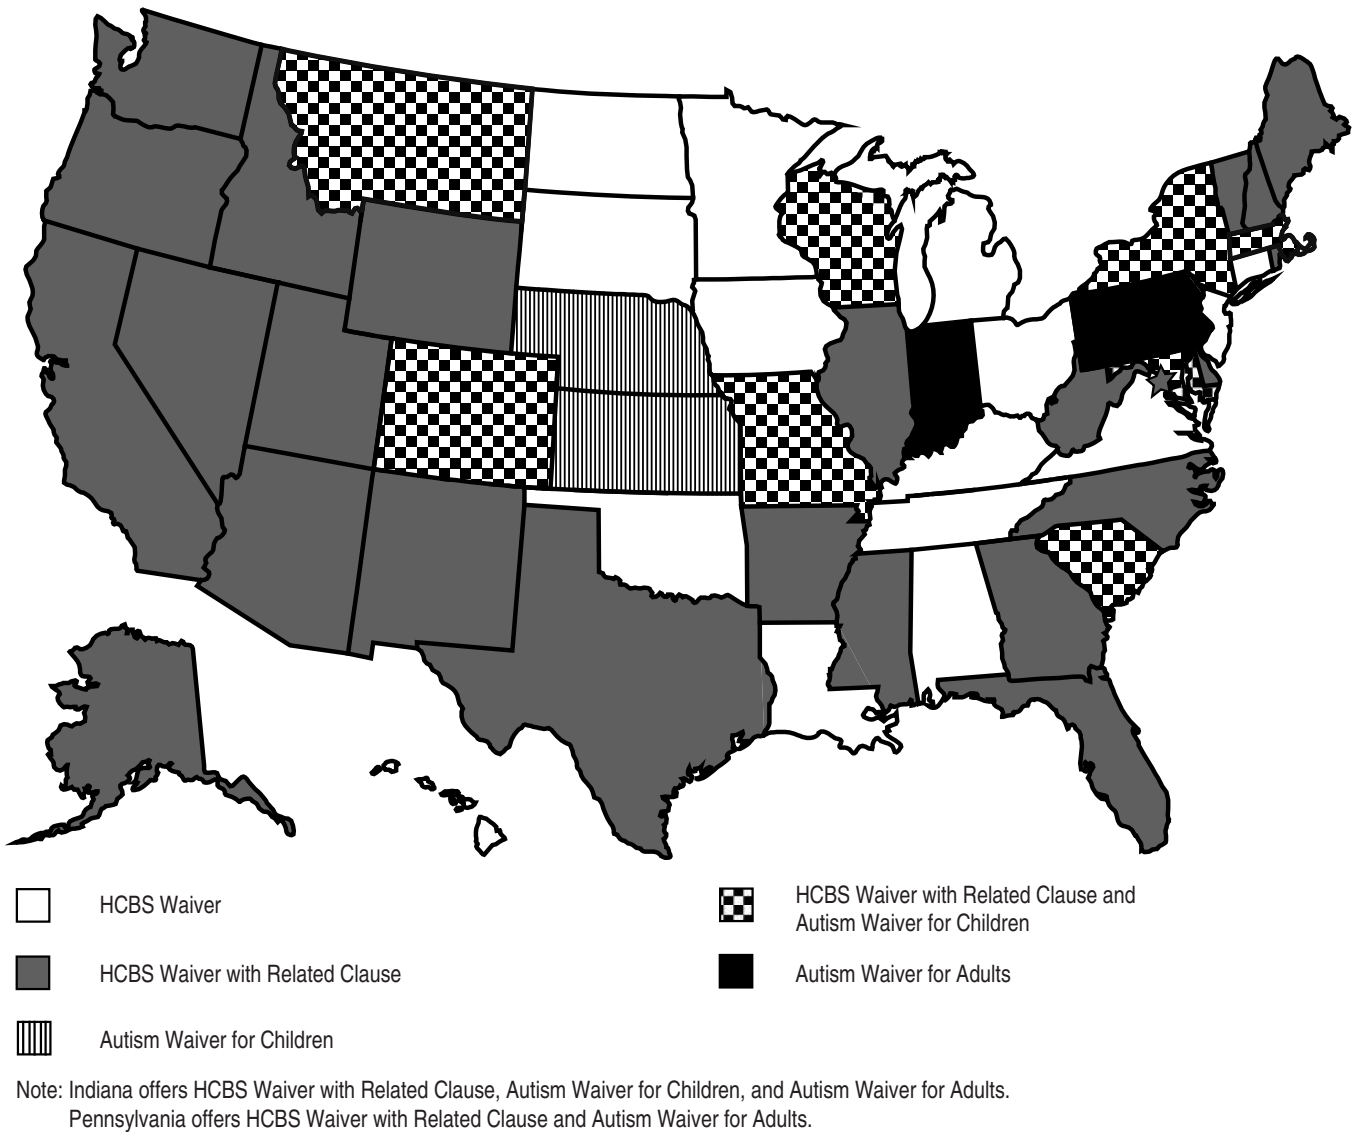 HCBS Waiver
HCBS Waiver with Related Clause
Autism Waiver for Children
HCBS Waiver with Related Clause and
Autism Waiver for Children
Autism Waiver for Adults
Note: Indiana offers HCBS Waiver with Related Clause, Autism Waiver for Children, and Autism Waiver for Adults.
Pennsylvania offers HCBS Waiver with Related Clause and Autism Waiver for Adults.